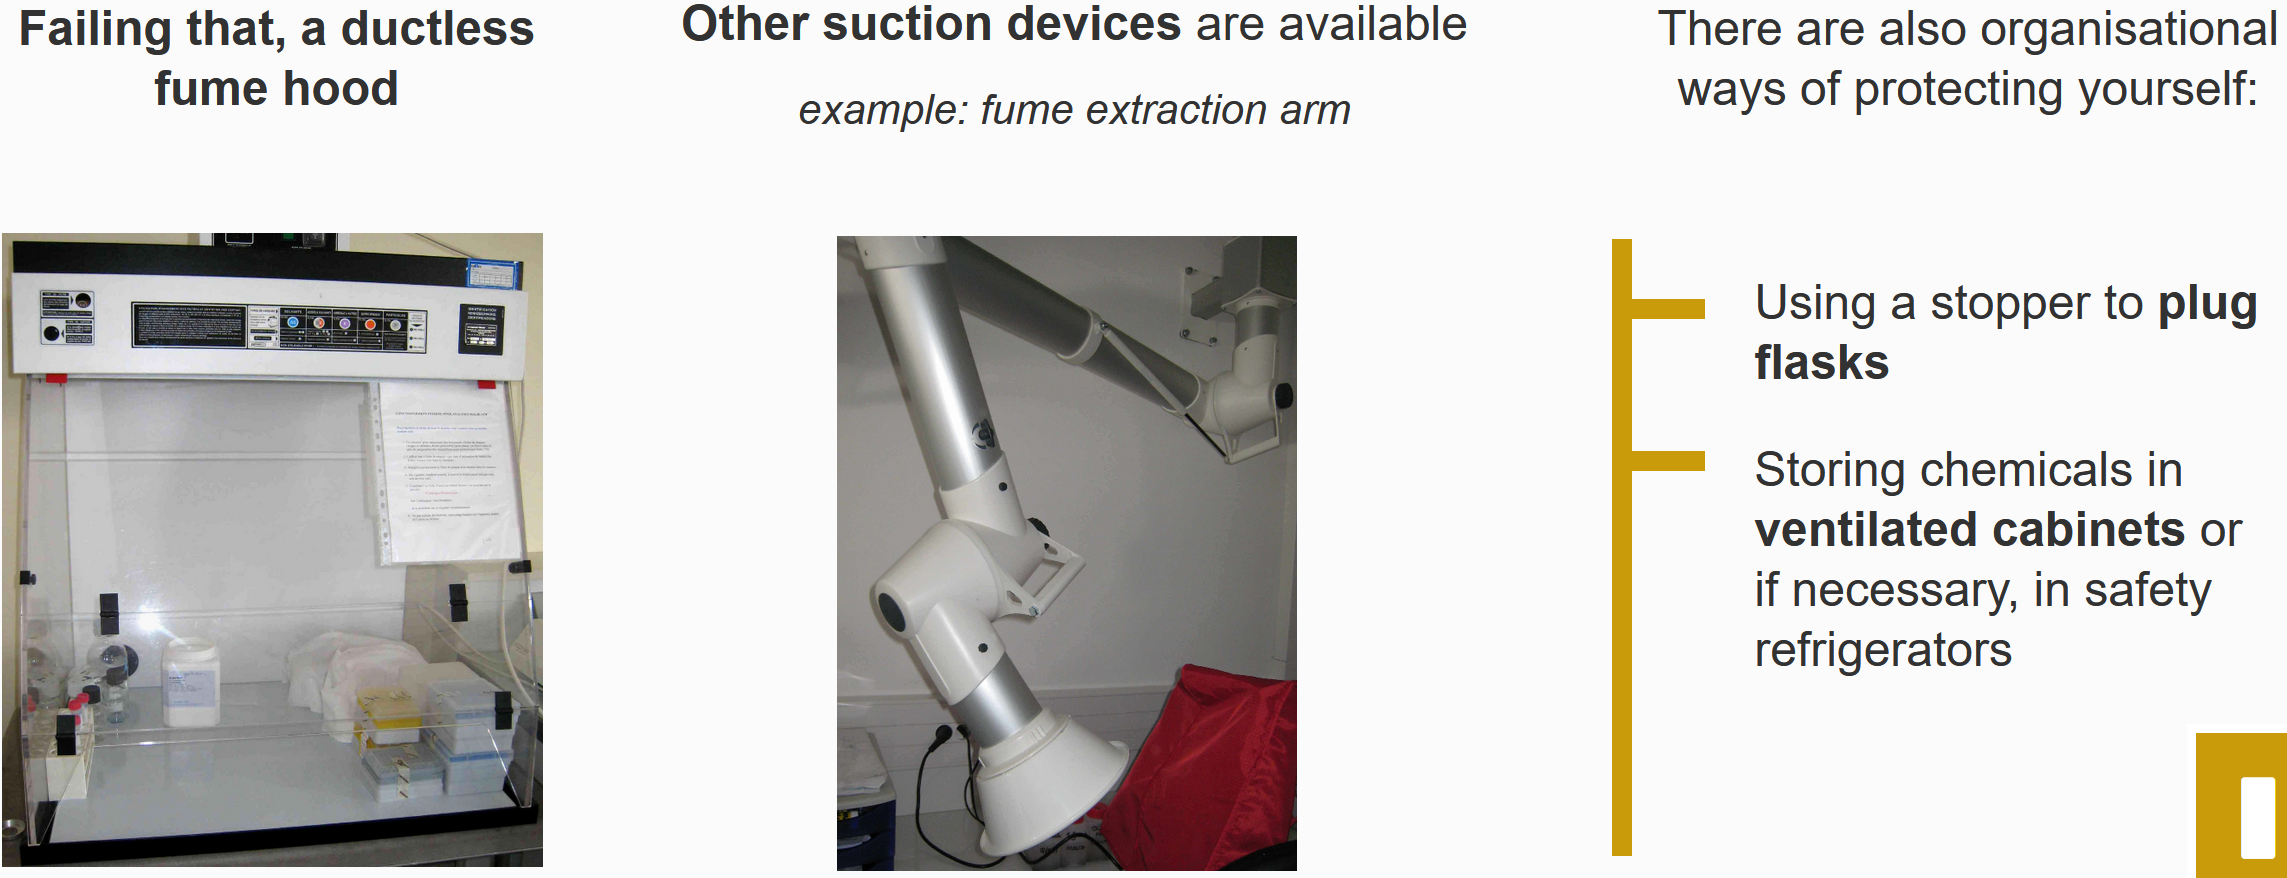 Failing that, a ductless
fume hood
Other suction devices are available
example: fume extraction arm
There are also organisational
ways of protecting yourself:
Using a stopper to plug
flasks
Storing chemicals in
ventilated cabinets or
if necessary, in safety
refrigerators